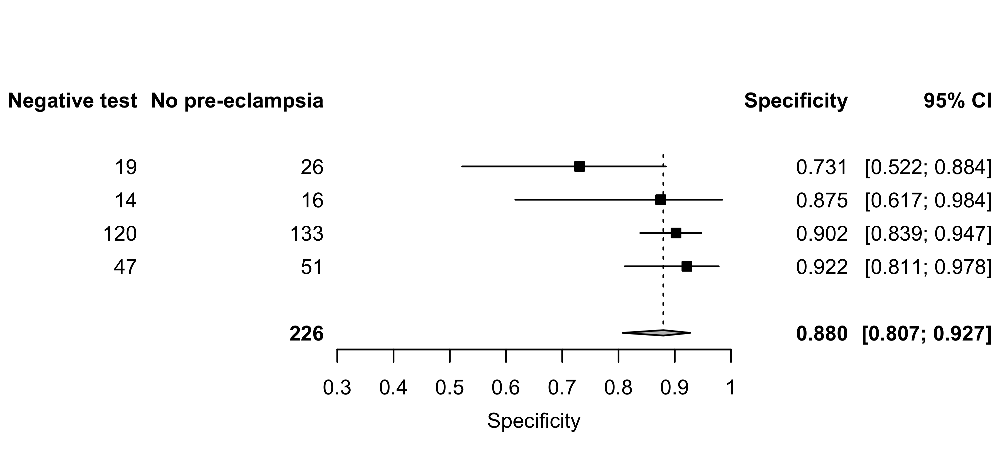 Negative test No pre-eclampsia Specificity 95% CI
19 26 0.731 [0.522; 0.884]
14 16 0.875 [0.617; 0.984]
120 133 0.902 [0.839; 0.947]
47 51 0.922 [0.811; 0.978]
226 0.880 [0.807; 0.927]
0.3 0.4 0.5 0.6 0.7 0.8 0.9 1
Specificity